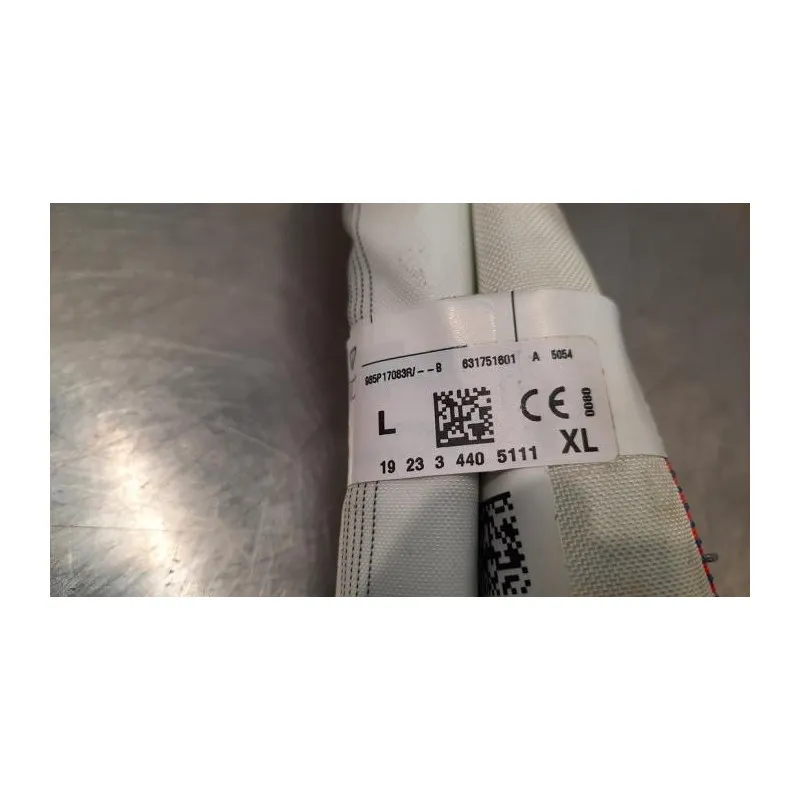 985P17083R/--B 631751601 A 5054
L CE 0080
19 23 3 440 5111 XL